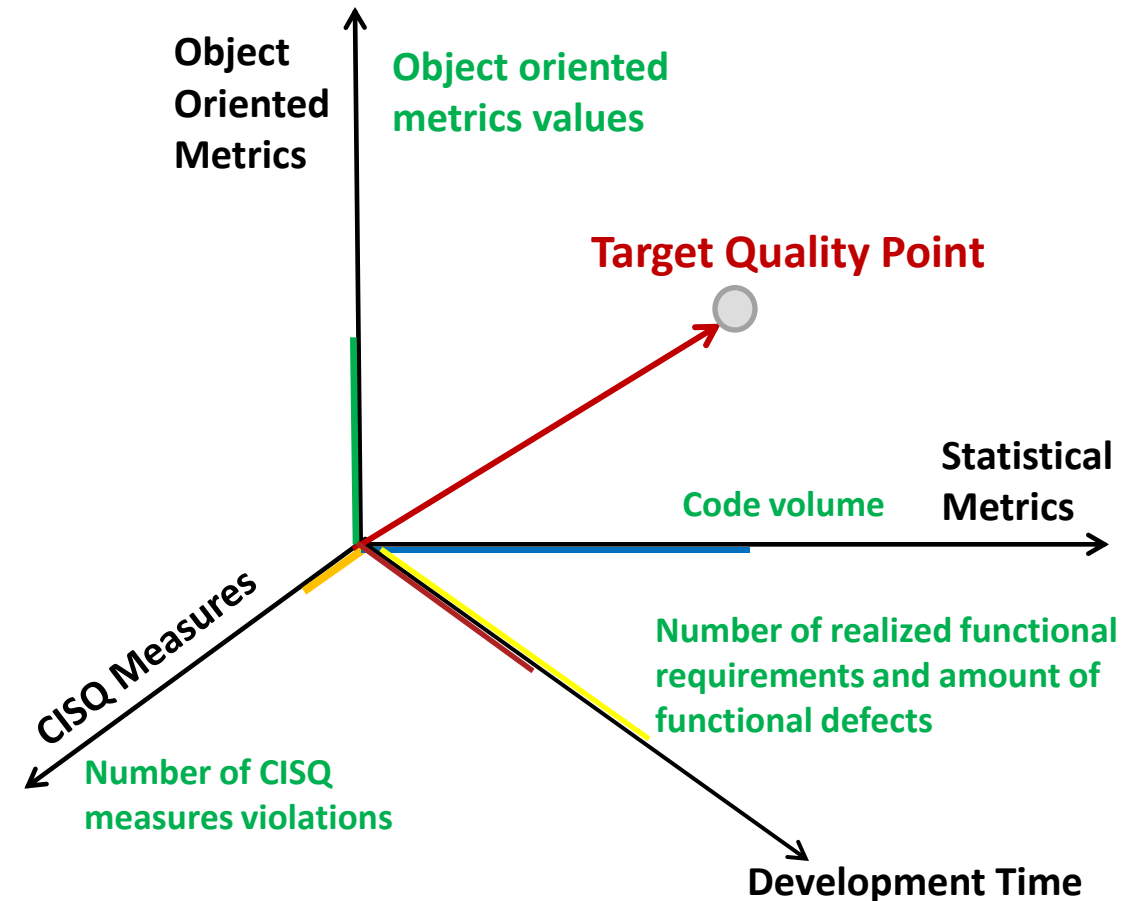 Object
Oriented
Metrics
Object oriented
metrics values
Target Quality Point
Statistical
Metrics
Code volume
CISQ Measures
Number of realized functional
requirements and amount of
functional defects
Number of CISQ
measures violations
Development Time